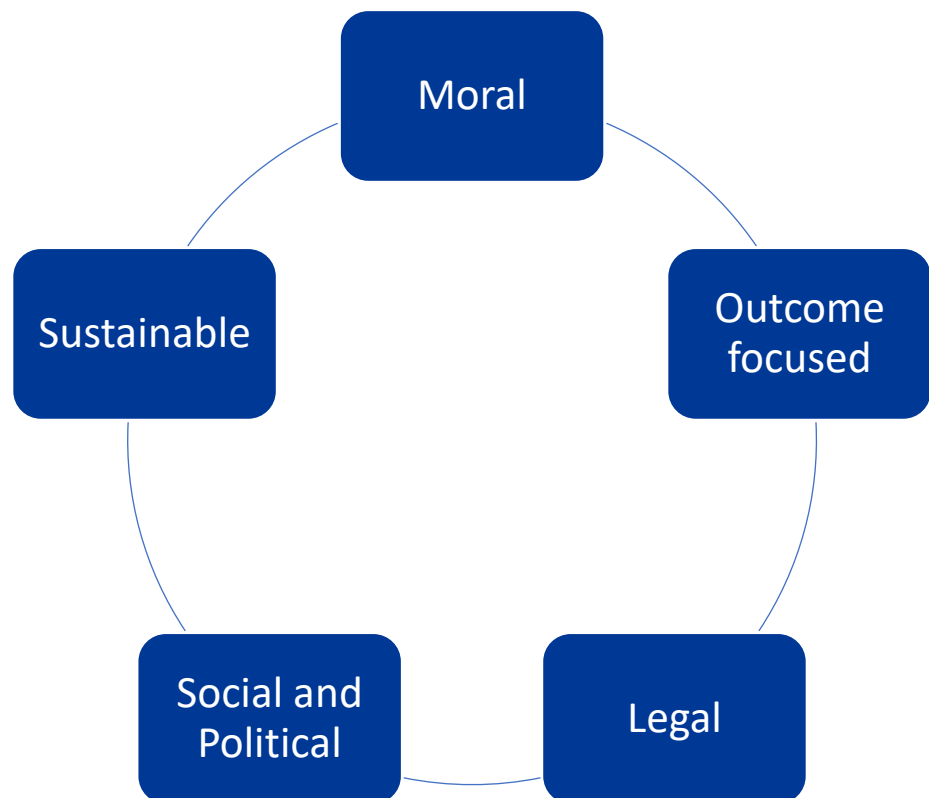 Moral
Outcome
focused
Legal
Social and
Political
Sustainable